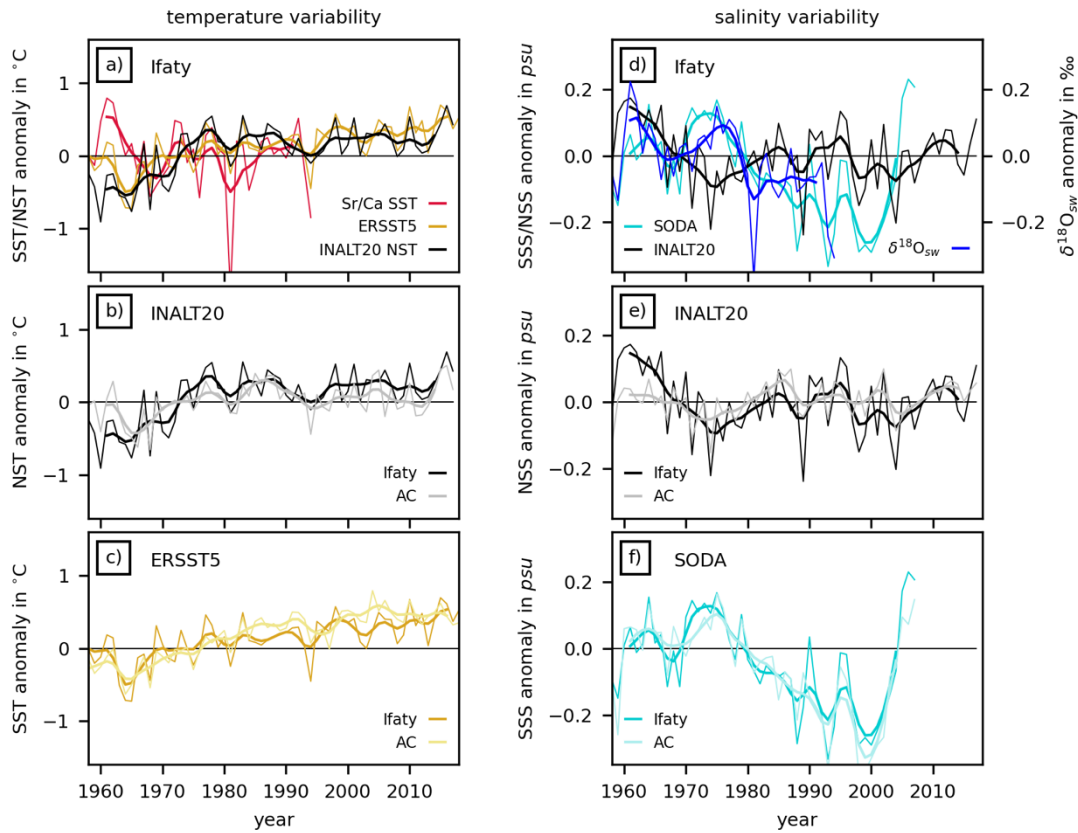 temperature variability
salinity variability
a) Ifaty
SST/NST anomaly in °C
1
0
−1
Sr/Ca SST
ERSST5
INALT20 NST
d) Ifaty
SSS/NSS anomaly in psu
0.2
0.0
−0.2
SODA
INALT20
δ¹⁸Osw
0.2
0.0
−0.2
δ¹⁸Osw anomaly in ‰
b) INALT20
NST anomaly in °C
1
0
−1
Ifaty
AC
e) INALT20
NSS anomaly in psu
0.2
0.0
−0.2
Ifaty
AC
c) ERSST5
SST anomaly in °C
1
0
−1
Ifaty
AC
1960 1970 1980 1990 2000 2010
year
f) SODA
SSS anomaly in psu
0.2
0.0
−0.2
Ifaty
AC
1960 1970 1980 1990 2000 2010
year